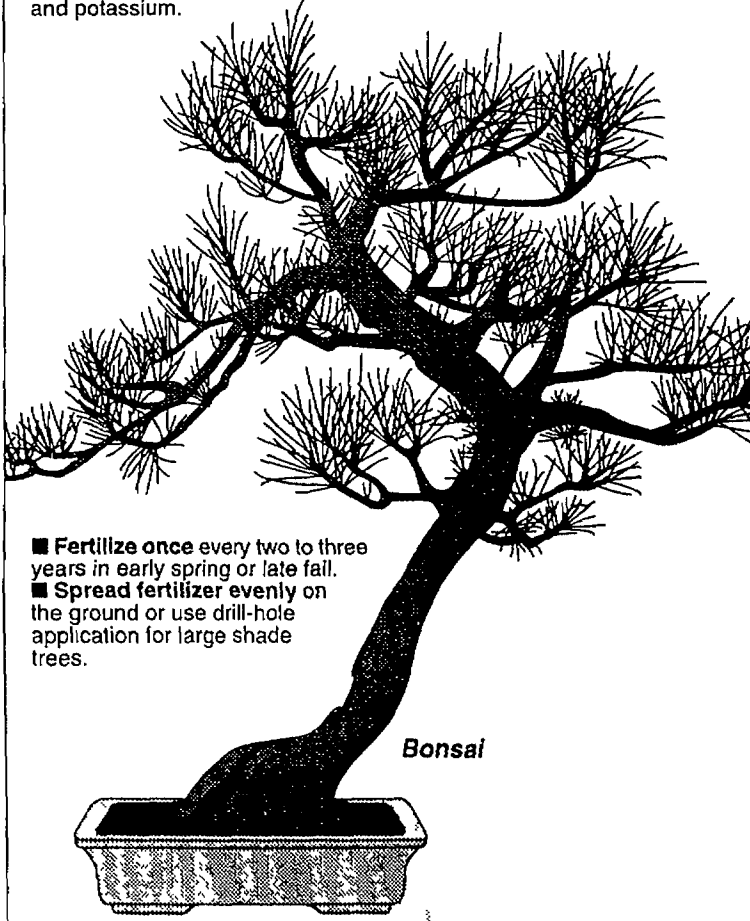 and potassium.
■ Fertilize once every two to three
years in early spring or late fall.
■ Spread fertilizer evenly on
the ground or use drill-hole
application for large shade
trees.
Bonsai